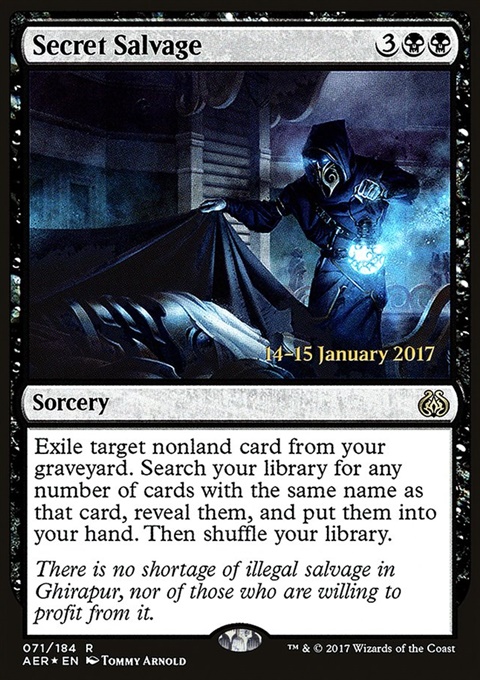 Secret Salvage 3
14-15 January 2017
Sorcery
Exile target nonland card from your
graveyard. Search your library for any
number of cards with the same name as
that card, reveal them, and put them into
your hand. Then shuffle your library.
There is no shortage of illegal salvage in
Ghirapur, nor of those who are willing to
profit from it.
071/184 R
AER★EN Tommy Arnold
™ & © 2017 Wizards of the Coast